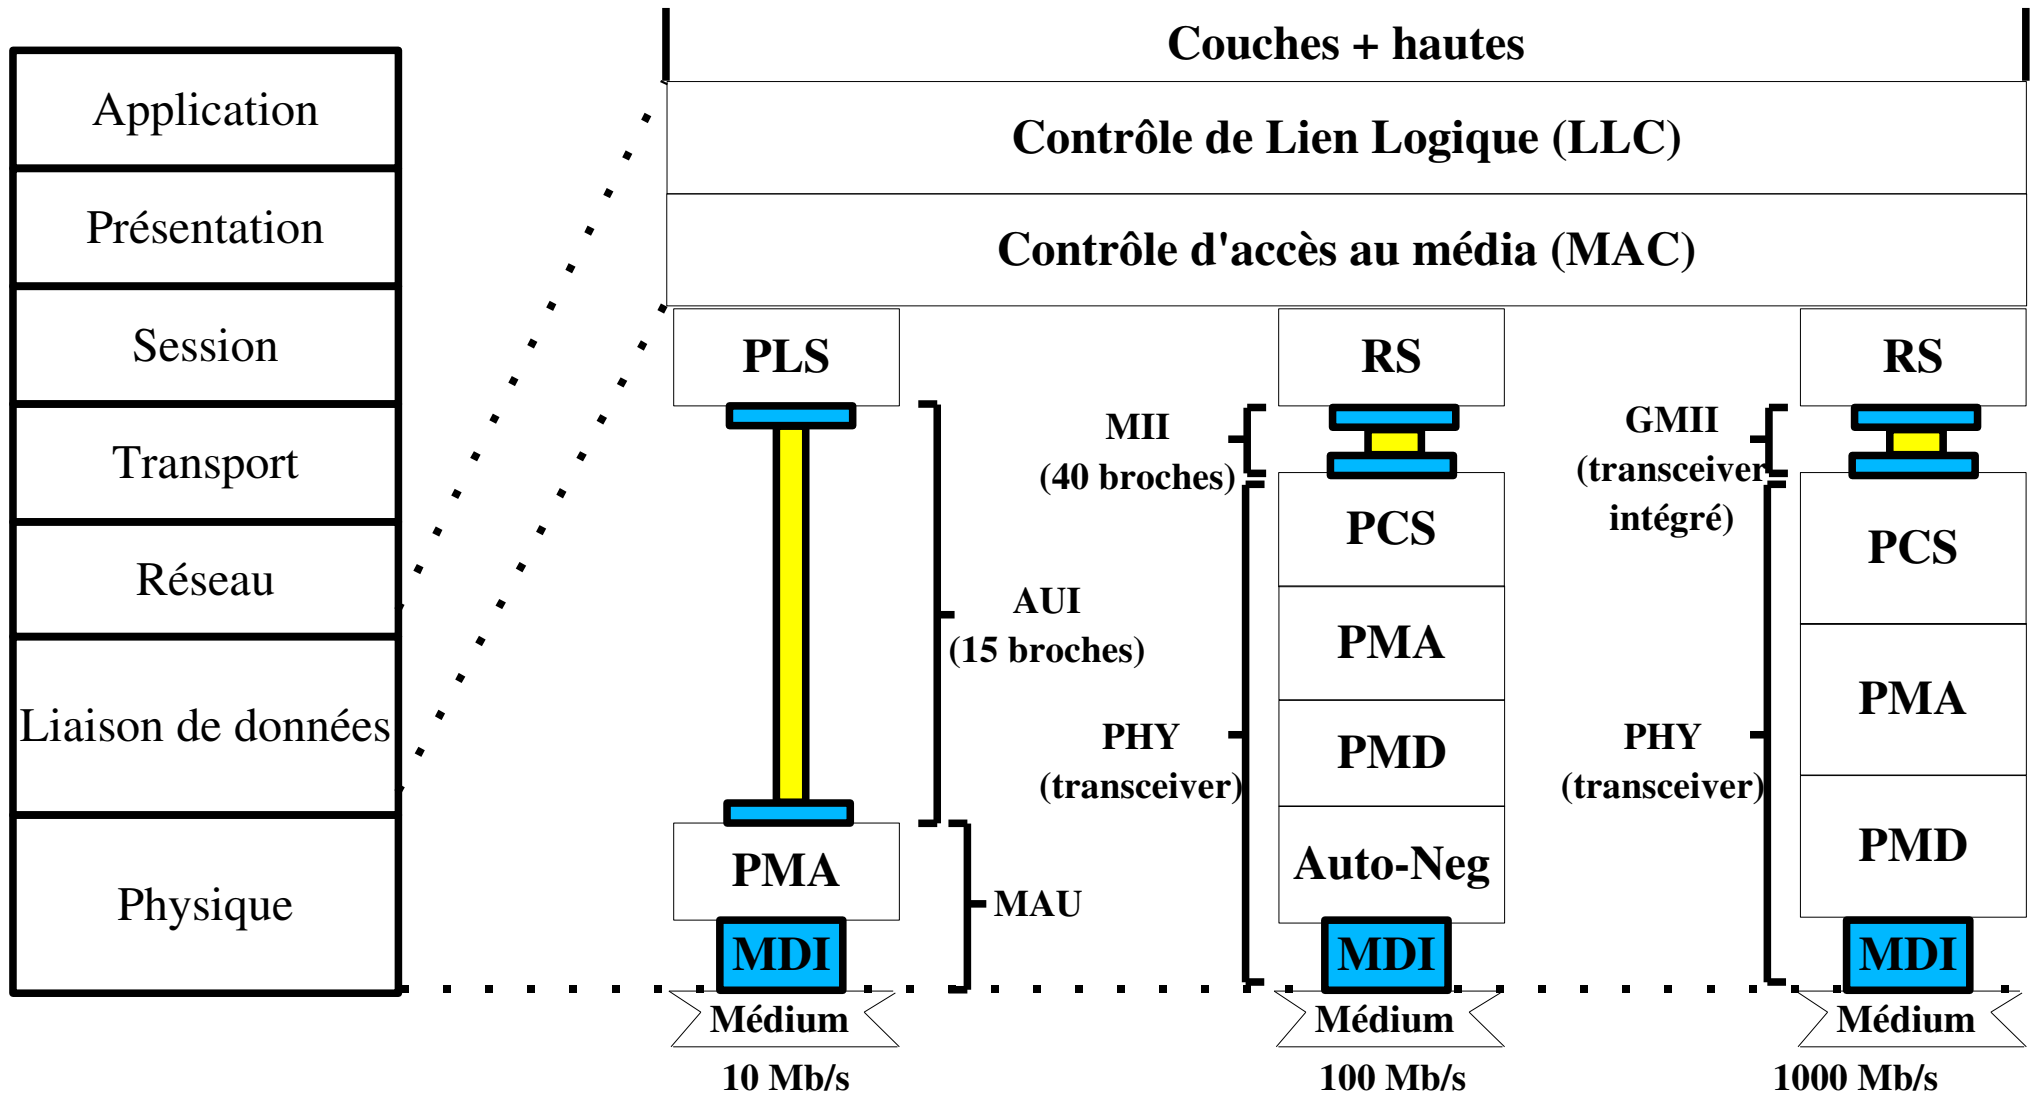 Application
Présentation
Session
Transport
Réseau
Liaison de données
Physique
Couches + hautes
Contrôle de Lien Logique (LLC)
Contrôle d'accès au média (MAC)
PLS
AUI
(15 broches)
PMA
MAU
MDI
Médium
10 Mb/s
RS
MII
(40 broches)
PCS
PMA
PMD
PHY
(transceiver)
Auto-Neg
MDI
Médium
100 Mb/s
RS
GMII
(transceiver
intégré)
PCS
PMA
PHY
(transceiver)
PMD
MDI
Médium
1000 Mb/s